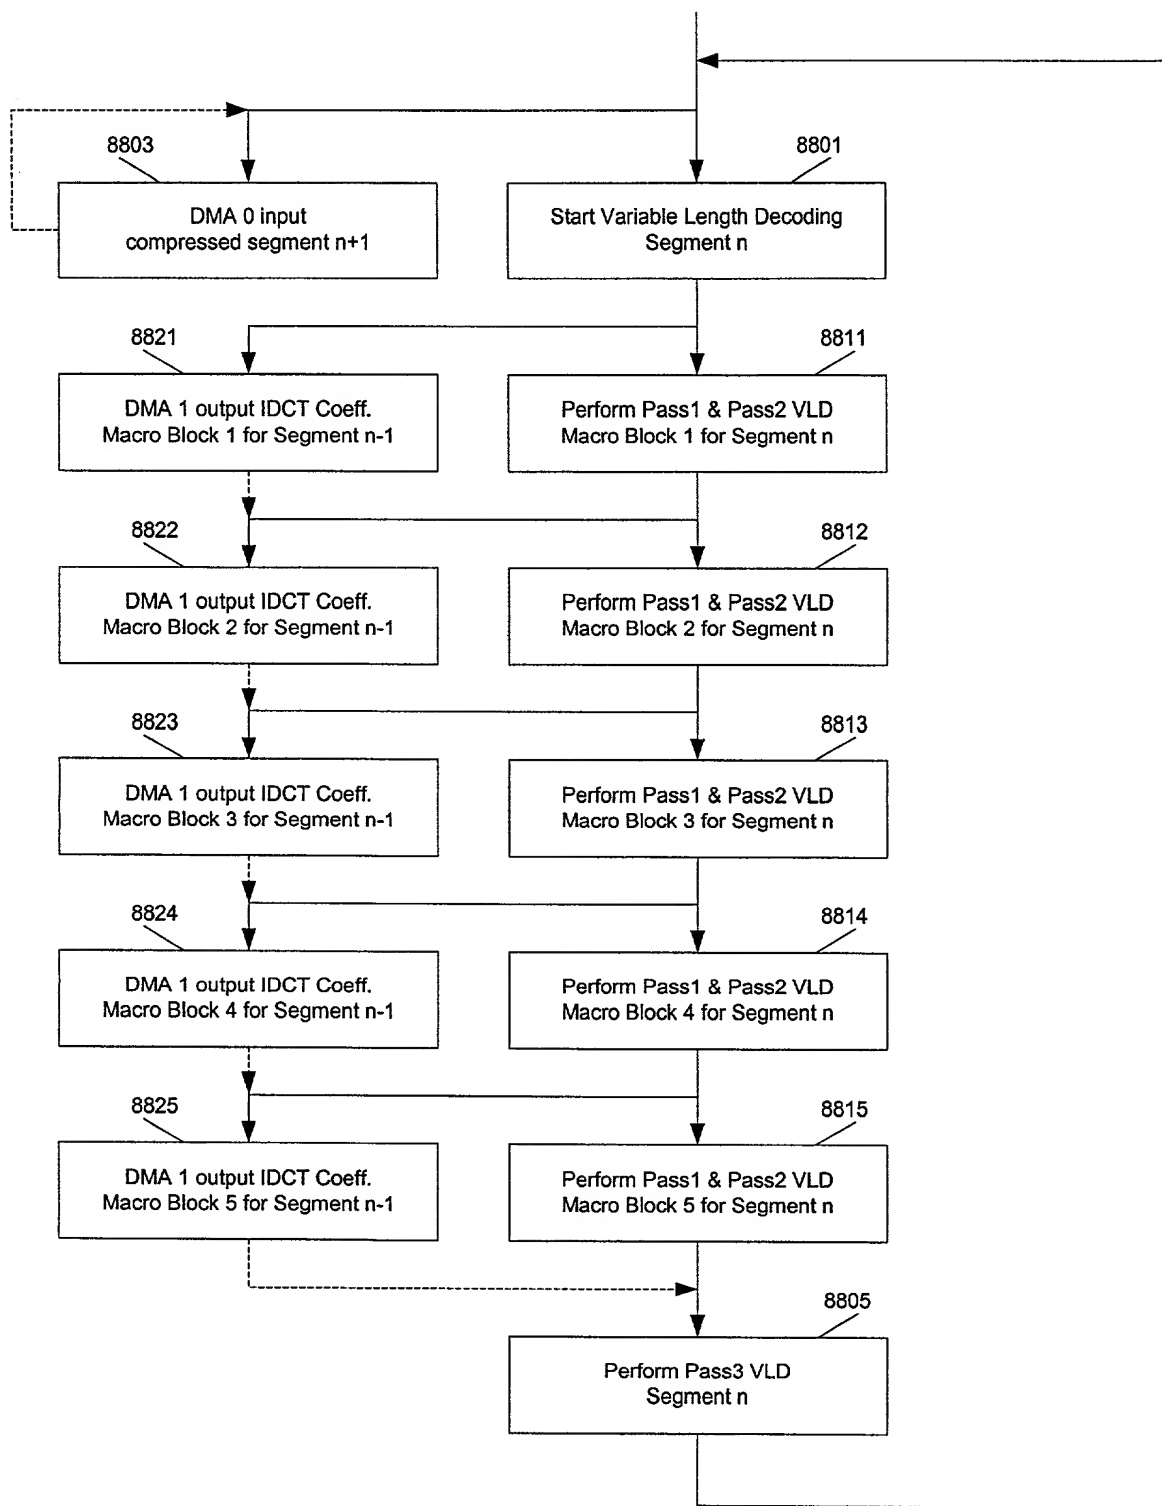 8803
8801
DMA 0 input
compressed segment n+1
Start Variable Length Decoding
Segment n
8821
8811
DMA 1 output IDCT Coeff.
Macro Block 1 for Segment n-1
Perform Pass1 & Pass2 VLD
Macro Block 1 for Segment n
8822
8812
DMA 1 output IDCT Coeff.
Macro Block 2 for Segment n-1
Perform Pass1 & Pass2 VLD
Macro Block 2 for Segment n
8823
8813
DMA 1 output IDCT Coeff.
Macro Block 3 for Segment n-1
Perform Pass1 & Pass2 VLD
Macro Block 3 for Segment n
8824
8814
DMA 1 output IDCT Coeff.
Macro Block 4 for Segment n-1
Perform Pass1 & Pass2 VLD
Macro Block 4 for Segment n
8825
8815
DMA 1 output IDCT Coeff.
Macro Block 5 for Segment n-1
Perform Pass1 & Pass2 VLD
Macro Block 5 for Segment n
8805
Perform Pass3 VLD
Segment n